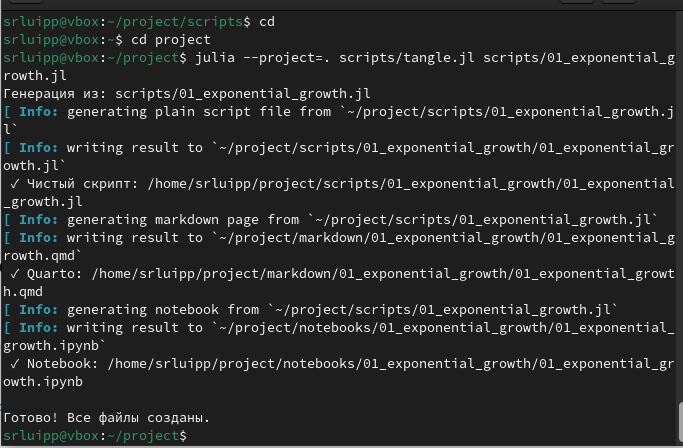 srluipp@vbox:~/project/scripts$ cd
srluipp@vbox:~$ cd project
srluipp@vbox:~/project$ julia --project=. scripts/tangle.jl scripts/01_exponential_g
rowth.jl
Генерация из: scripts/01_exponential_growth.jl
[ Info: generating plain script file from `~/project/scripts/01_exponential_growth.j
l`
[ Info: writing result to `~/project/scripts/01_exponential_growth/01_exponential_gr
owth.jl`
 ✓ Чистый скрипт: /home/srluipp/project/scripts/01_exponential_growth/01_exponential
_growth.jl
[ Info: generating markdown page from `~/project/scripts/01_exponential_growth.jl`
[ Info: writing result to `~/project/markdown/01_exponential_growth/01_exponential_g
rowth.qmd`
 ✓ Quarto: /home/srluipp/project/markdown/01_exponential_growth/01_exponential_growt
h.qmd
[ Info: generating notebook from `~/project/scripts/01_exponential_growth.jl`
[ Info: writing result to `~/project/notebooks/01_exponential_growth/01_exponential_
growth.ipynb`
 ✓ Notebook: /home/srluipp/project/notebooks/01_exponential_growth/01_exponential_gr
owth.ipynb

Готово! Все файлы созданы.
srluipp@vbox:~/project$